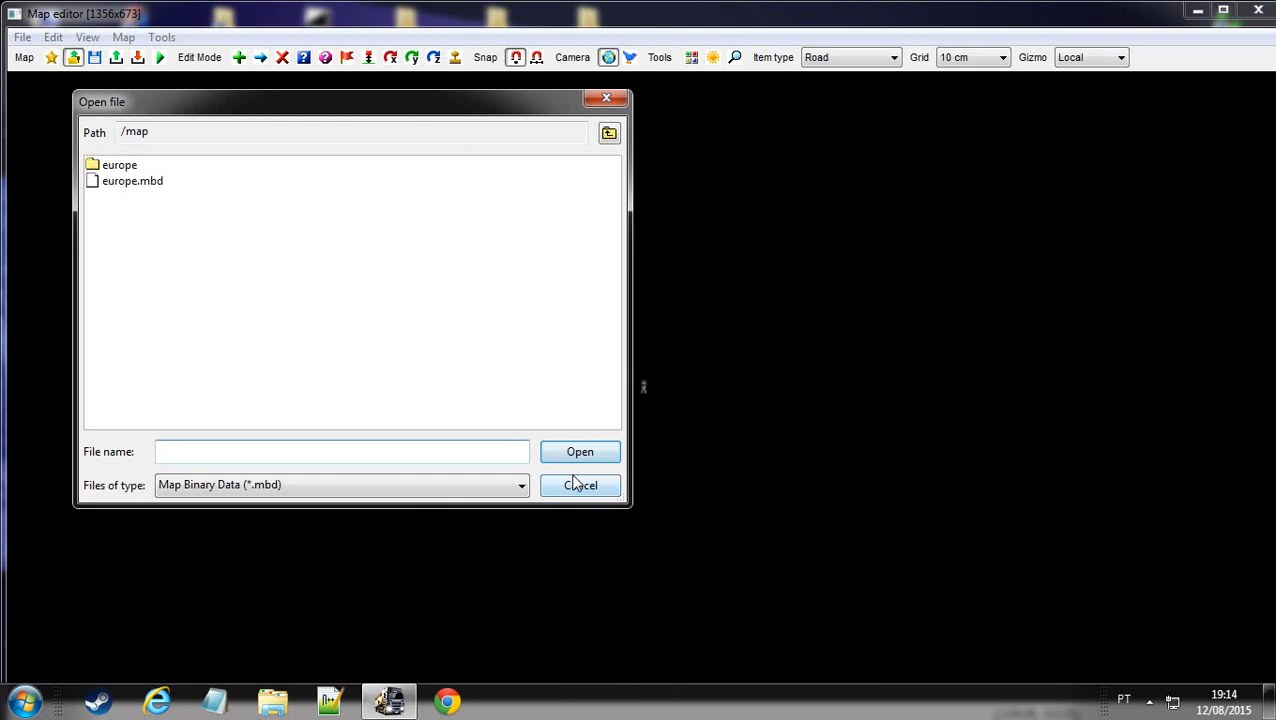 Map editor [1356x673]
File Edit View Map Tools
Map Edit Mode Snap Camera Tools Item type Road Grid 10 cm Gizmo Local
Open file
Path /map
europe
europe.mbd
File name: Open
Files of type: Map Binary Data (*.mbd) Cancel
PT 19:14
12/08/2015